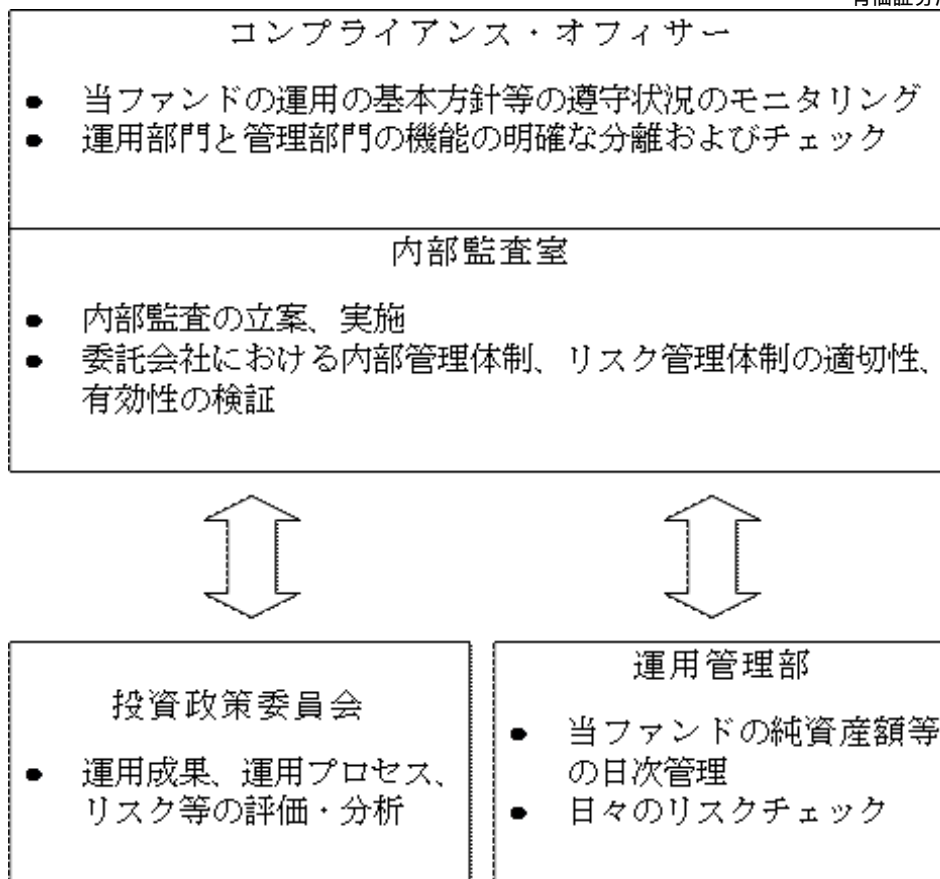 コンプライアンス・オフィサー
● 当ファンドの運用の基本方針等の遵守状況のモニタリング
● 運用部門と管理部門の機能の明確な分離およびチェック
内部監査室
● 内部監査の立案、実施
● 委託会社における内部管理体制、リスク管理体制の適切性、
有効性の検証
投資政策委員会
● 運用成果、運用プロセス、
リスク等の評価・分析
運用管理部
● 当ファンドの純資産額等
の日次管理
● 日々のリスクチェック